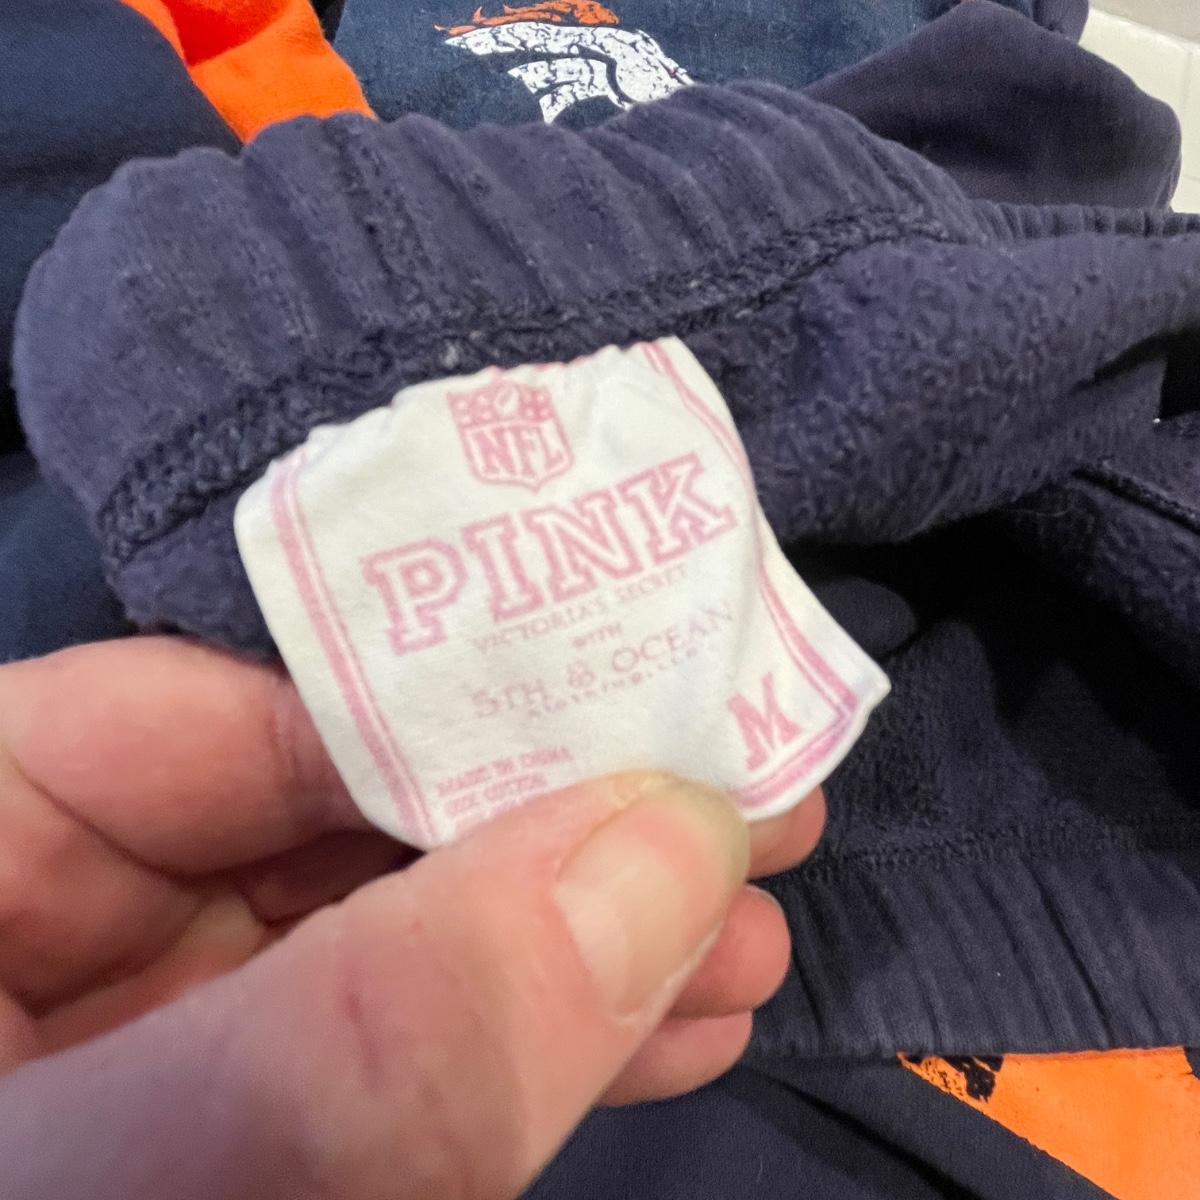 NFL
PINK
VICTORIA'S SECRET
WITH
5TH & OCEAN
MADE IN CHINA
M